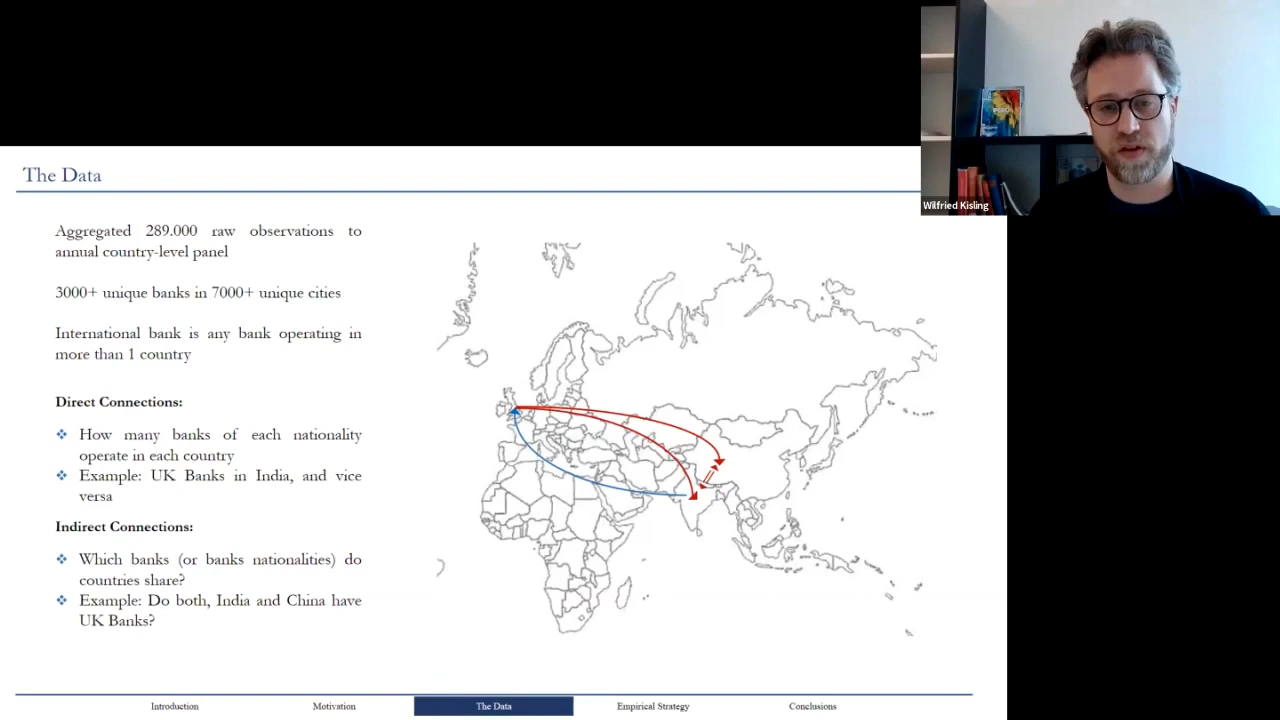 Wilfried Kisling
The Data
Aggregated 289.000 raw observations to
annual country-level panel
3000+ unique banks in 7000+ unique cities
International bank is any bank operating in
more than 1 country
Direct Connections:
How many banks of each nationality
operate in each country
Example: UK Banks in India, and vice
versa
Indirect Connections:
Which banks (or banks nationalities) do
countries share?
Example: Do both, India and China have
UK Banks?
Introduction
Motivation
The Data
Empirical Strategy
Conclusions